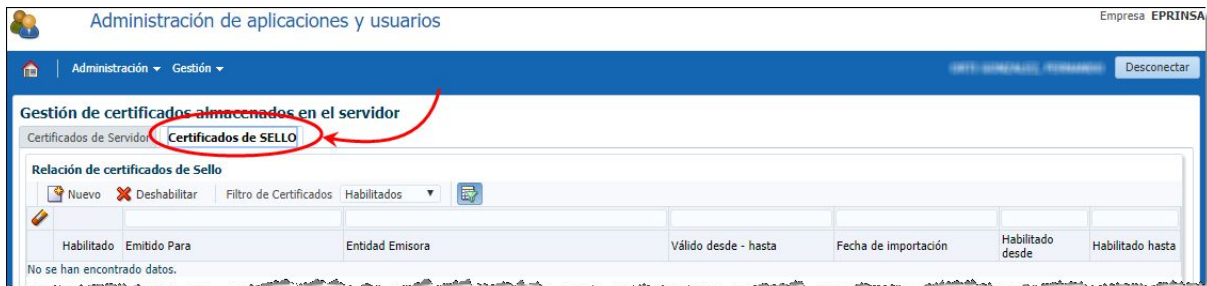 Administración de aplicaciones y usuarios
Empresa EPRINSA
Administración Gestión
Desconectar
Gestión de certificados almacenados en el servidor
Certificados de Servidor Certificados de SELLO
Relación de certificados de Sello
Nuevo Deshabilitar Filtro de Certificados Habilitados
Habilitado Emitido Para Entidad Emisora Válido desde - hasta Fecha de importación Habilitado desde Habilitado hasta
No se han encontrado datos.